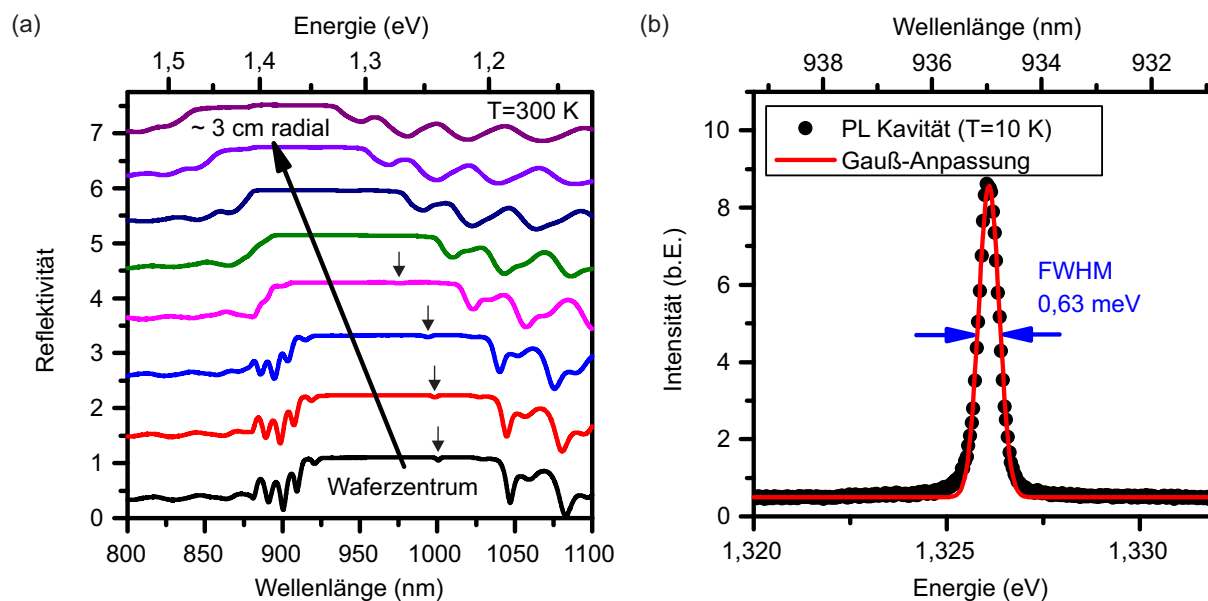 (a)
Energie (eV)
1,5 1,4 1,3 1,2
T=300 K
~ 3 cm radial
Waferzentrum
Reflektivität
7
6
5
4
3
2
1
0
800 850 900 950 1000 1050 1100
Wellenlänge (nm)
(b)
Wellenlänge (nm)
938 936 934 932
PL Kavität (T=10 K)
Gauß-Anpassung
FWHM
0,63 meV
Intensität (b.E.)
10
8
6
4
2
0
1,320 1,325 1,330
Energie (eV)